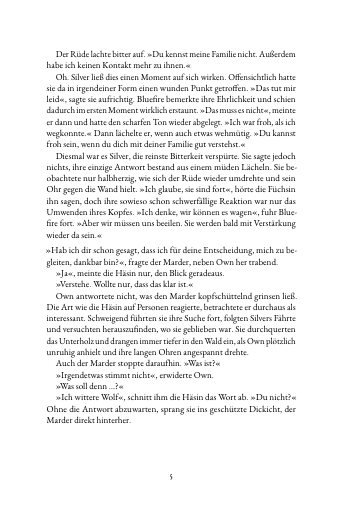 Der Rüde lachte bitter auf. »Du kennst meine Familie nicht. Außerdem
habe ich keinen Kontakt mehr zu ihnen.«
Oh. Silver ließ dies einen Moment auf sich wirken. Offensichtlich hatte
sie da in irgendeiner Form einen wunden Punkt getroffen. »Das tut mir
leid«, sagte sie aufrichtig. Bluefire bemerkte ihre Ehrlichkeit und schien
dadurch im ersten Moment wirklich erstaunt. »Das muss es nicht«, meinte
er dann und hatte den scharfen Ton wieder abgelegt. »Ich war froh, als ich
wegkonnte.« Dann lächelte er, wenn auch etwas wehmütig. »Du kannst
froh sein, wenn du dich mit deiner Familie gut verstehst.«
Diesmal war es Silver, die reinste Bitterkeit verspürte. Sie sagte jedoch
nichts, ihre einzige Antwort bestand aus einem müden Lächeln. Sie be-
obachtete nur halbherzig, wie sich der Rüde wieder umdrehte und sein
Ohr gegen die Wand hielt. »Ich glaube, sie sind fort«, hörte die Füchsin
ihn sagen, doch ihre sowieso schon schwerfällige Reaktion war nur das
Umwenden ihres Kopfes. »Ich denke, wir können es wagen«, fuhr Blue-
fire fort. »Aber wir müssen uns beeilen. Sie werden bald mit Verstärkung
wieder da sein.«
»Hab ich dir schon gesagt, dass ich für deine Entscheidung, mich zu be-
gleiten, dankbar bin?«, fragte der Marder, neben Own her trabend.
»Ja«, meinte die Häsin nur, den Blick geradeaus.
»Verstehe. Wollte nur, dass das klar ist.«
Own antwortete nicht, was den Marder kopfschüttelnd grinsen ließ.
Die Art wie die Häsin auf Personen reagierte, betrachtete er durchaus als
interessant. Schweigend führten sie ihre Suche fort, folgten Silvers Fährte
und versuchten herauszufinden, wo sie geblieben war. Sie durchquerten
das Unterholz und drangen immer tiefer in den Wald ein, als Own plötzlich
unruhig anhielt und ihre langen Ohren angespannt drehte.
Auch der Marder stoppte daraufhin. »Was ist?«
»Irgendetwas stimmt nicht«, erwiderte Own.
»Was soll denn ...?«
»Ich wittere Wolf«, schnitt ihm die Häsin das Wort ab. »Du nicht?«
Ohne die Antwort abzuwarten, sprang sie ins geschützte Dickicht, der
Marder direkt hinterher.
5